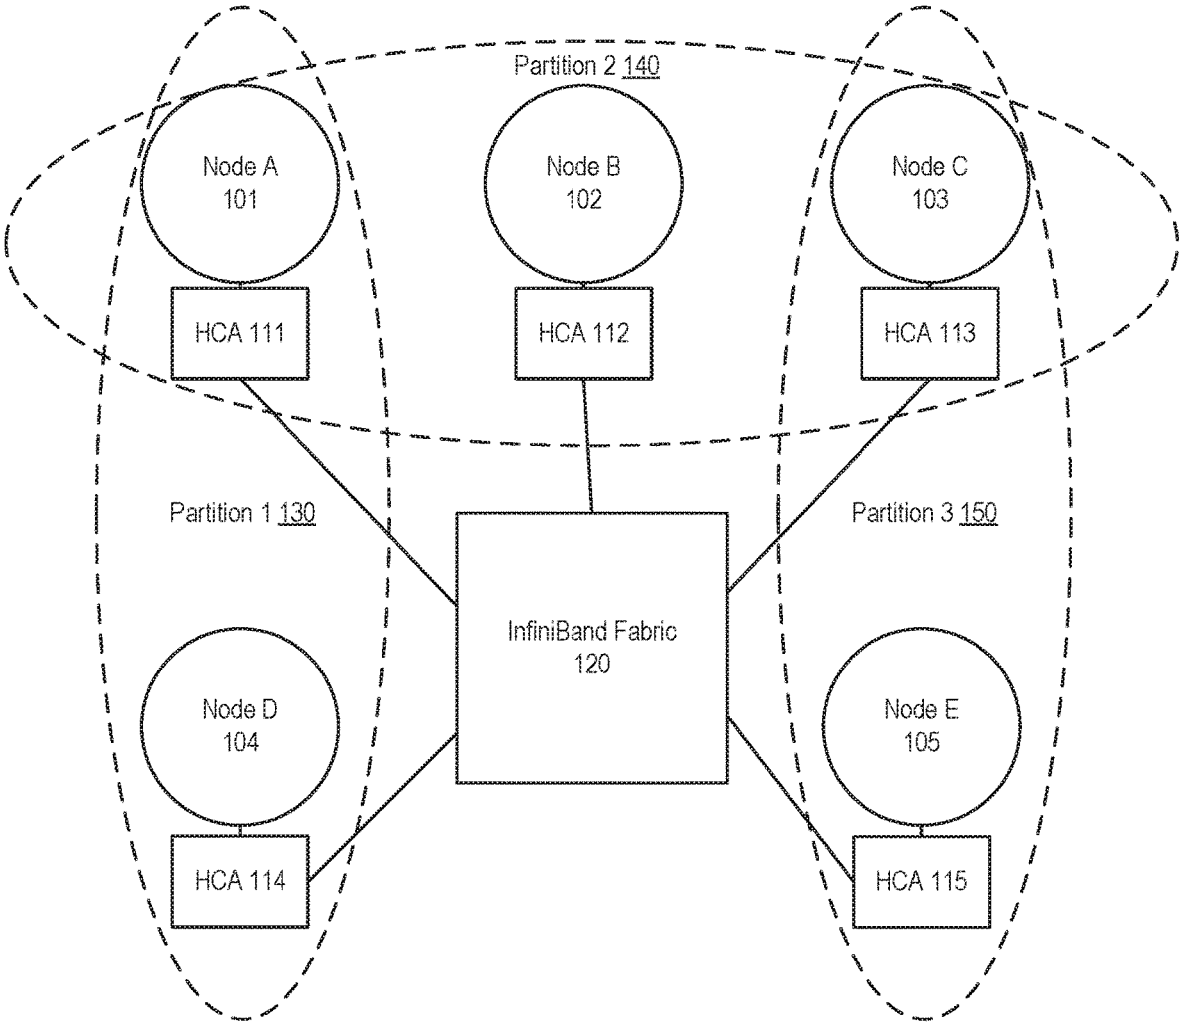 Partition 2 140
Node A
101
Node B
102
Node C
103
HCA 111
HCA 112
HCA 113
Partition 1 130
Partition 3 150
InfiniBand Fabric
120
Node D
104
Node E
105
HCA 114
HCA 115